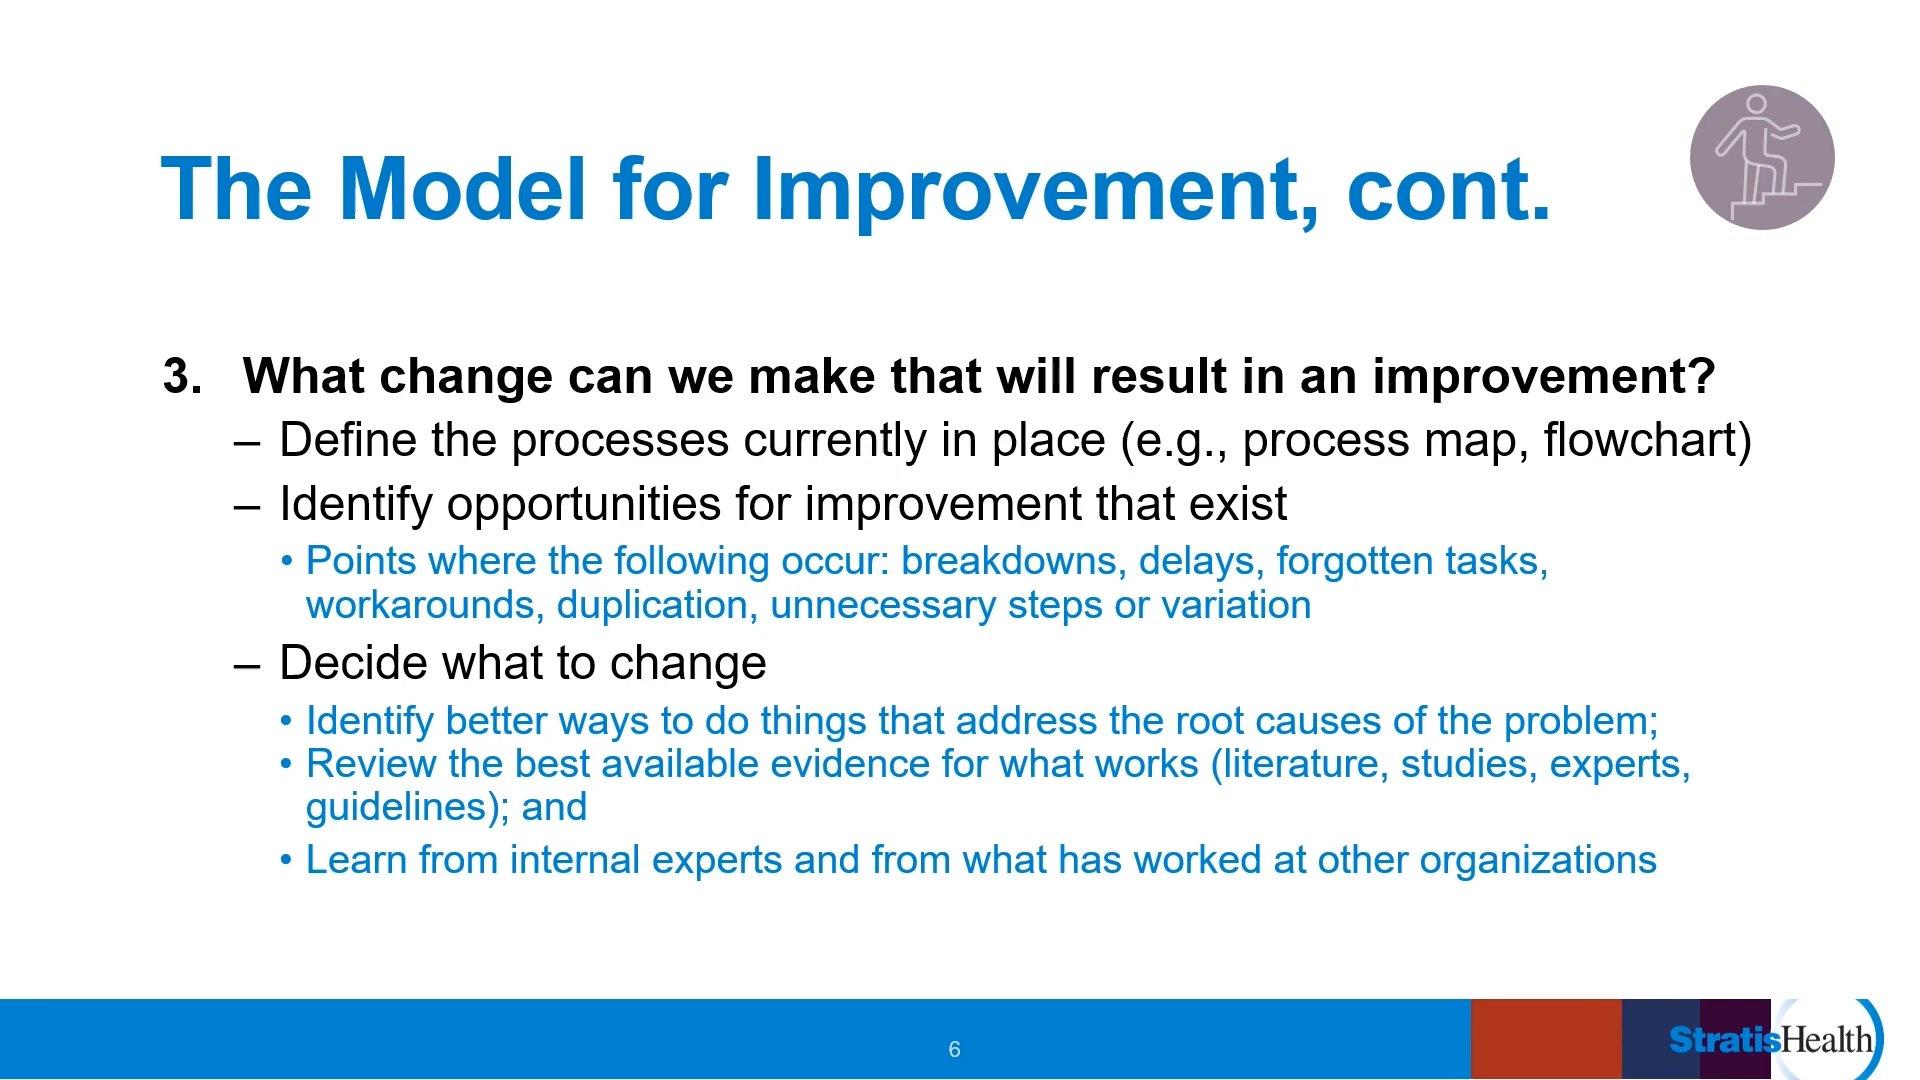 The Model for Improvement, cont.
3. What change can we make that will result in an improvement?
– Define the processes currently in place (e.g., process map, flowchart)
– Identify opportunities for improvement that exist
• Points where the following occur: breakdowns, delays, forgotten tasks,
workarounds, duplication, unnecessary steps or variation
– Decide what to change
• Identify better ways to do things that address the root causes of the problem;
• Review the best available evidence for what works (literature, studies, experts,
guidelines); and
• Learn from internal experts and from what has worked at other organizations
6
StratisHealth